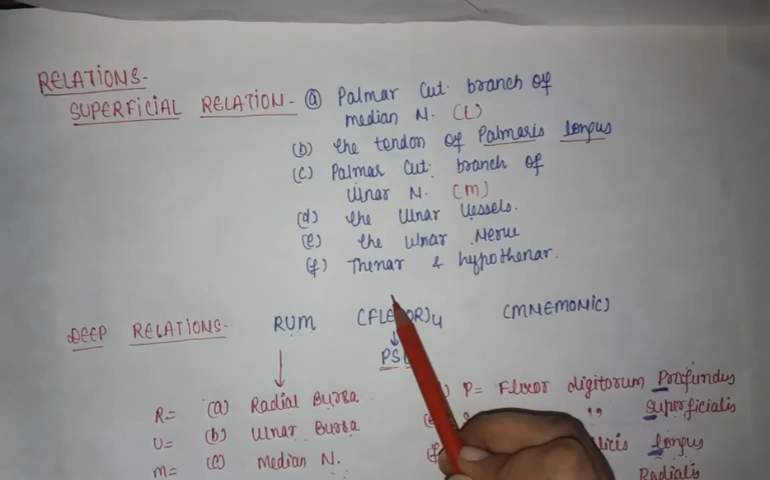 RELATIONS-
SUPERFICIAL RELATION- (a) Palmar Cut. branch of
median N. (L)
(b) the tendon of Palmaris longus
(c) Palmar Cut. branch of
Ulnar N. (M)
(d) the Ulnar Vessels.
(e) the Ulnar Nerve
(f) Thenar & hypothenar.
DEEP RELATIONS- RUM (FLEXOR)4 (MNEMONIC)
PS
R= (a) Radial Bursa P= Flexor digitorum Profundus
U= (b) Ulnar Bursa (e) " superficialis
M= (c) Median N. longus
Radialis